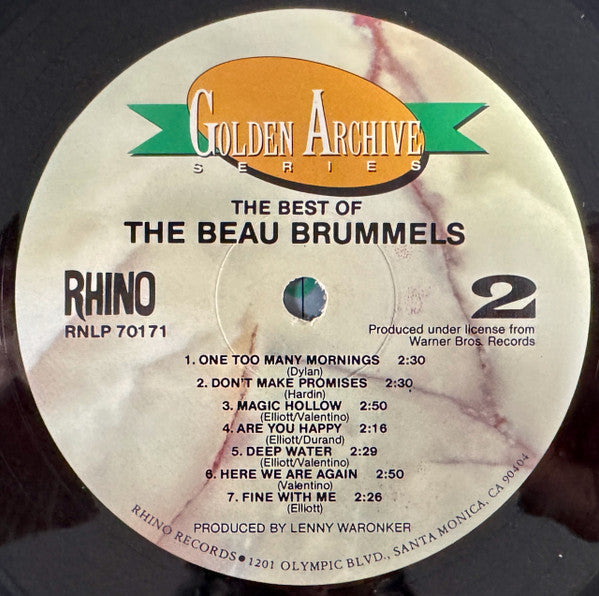 GOLDEN ARCHIVE
SERIES
THE BEST OF
THE BEAU BRUMMELS
RHINO
RNLP 70171
2
Produced under license from
Warner Bros. Records
1. ONE TOO MANY MORNINGS 2:30
(Dylan)
2. DON'T MAKE PROMISES 2:30
(Hardin)
3. MAGIC HOLLOW 2:50
(Elliott/Valentino)
4. ARE YOU HAPPY 2:16
(Elliott/Durand)
5. DEEP WATER 2:29
(Elliott/Valentino)
6. HERE WE ARE AGAIN 2:50
(Valentino)
7. FINE WITH ME 2:26
(Elliott)
PRODUCED BY LENNY WARONKER
RHINO RECORDS • 1201 OLYMPIC BLVD., SANTA MONICA, CA 90404